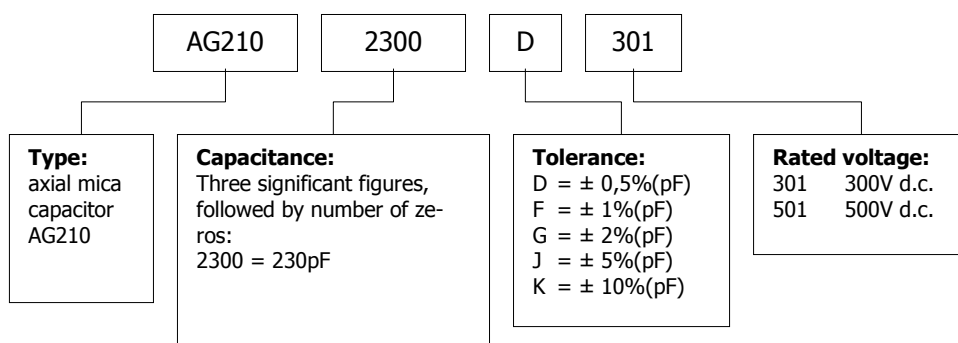 AG210 2300 D 301
Type:
axial mica
capacitor
AG210
Capacitance:
Three significant figures,
followed by number of ze-
ros:
2300 = 230pF
Tolerance:
D = ± 0,5%(pF)
F = ± 1%(pF)
G = ± 2%(pF)
J = ± 5%(pF)
K = ± 10%(pF)
Rated voltage:
301 300V d.c.
501 500V d.c.